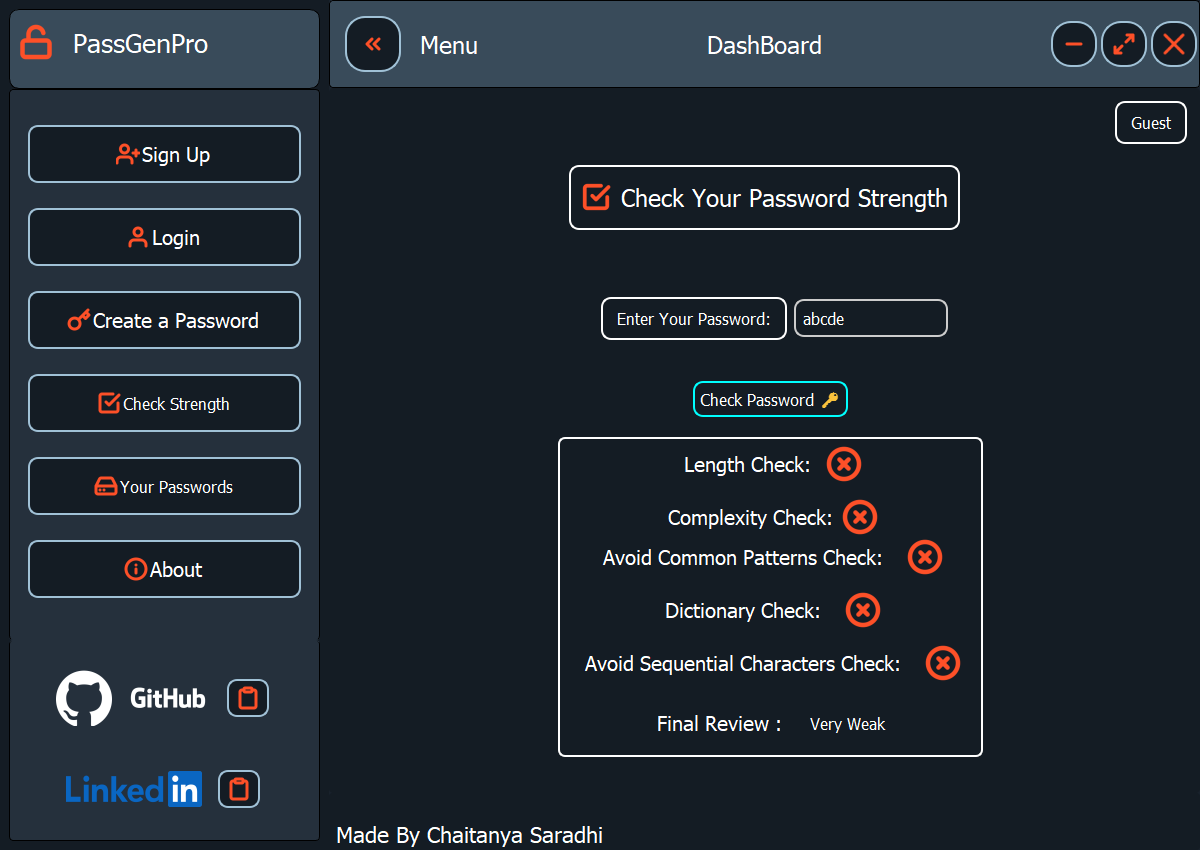 PassGenPro
Menu
DashBoard
Guest
Sign Up
Login
Create a Password
Check Strength
Your Passwords
About
GitHub
Linked in
Check Your Password Strength
Enter Your Password:
abcde
Check Password
Length Check:
Complexity Check:
Avoid Common Patterns Check:
Dictionary Check:
Avoid Sequential Characters Check:
Final Review : Very Weak
Made By Chaitanya Saradhi